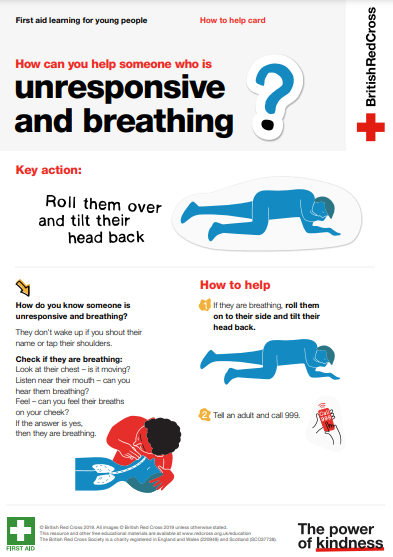 First aid learning for young people
How to help card
BritishRedCross
How can you help someone who is
unresponsive
and breathing
?
Key action:
Roll them over
and tilt their
head back
How do you know someone is
unresponsive and breathing?
They don't wake up if you shout their
name or tap their shoulders.
Check if they are breathing:
Look at their chest – is it moving?
Listen near their mouth – can you
hear them breathing?
Feel – can you feel their breaths
on your cheek?
If the answer is yes,
then they are breathing.
How to help
1 If they are breathing, roll them
on to their side and tilt their
head back.
2 Tell an adult and call 999.
FIRST AID
© British Red Cross 2019. All images © British Red Cross 2019 unless otherwise stated.
This resource and other free educational materials are available at www.redcross.org.uk/education
The British Red Cross Society is a charity registered in England and Wales (220949) and Scotland (SC037738).
The power
of kindness